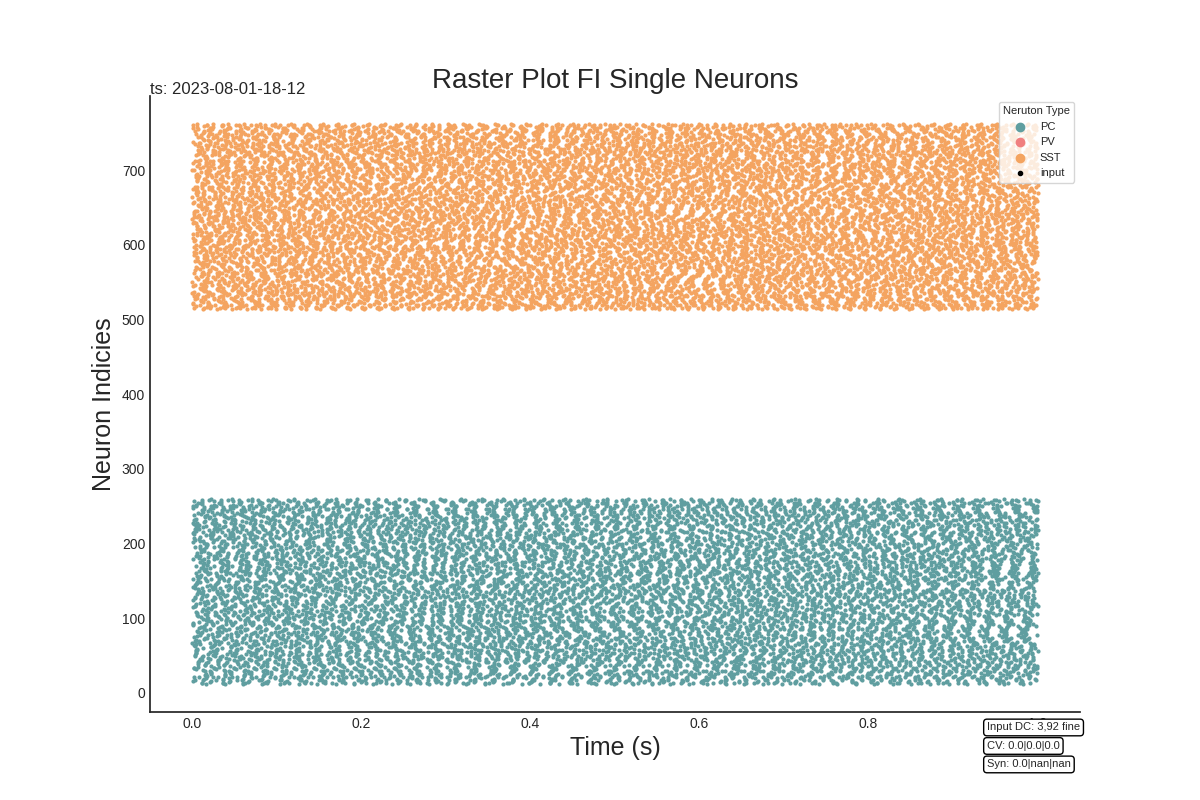 Raster Plot FI Single Neurons
ts: 2023-08-01-18-12
Neruton Type
PC
PV
SST
input
700
600
500
400
300
200
100
0
Neuron Indicies
0.0 0.2 0.4 0.6 0.8
Time (s)
Input DC: 3,92 fine
CV: 0.0|0.0|0.0
Syn: 0.0|nan|nan